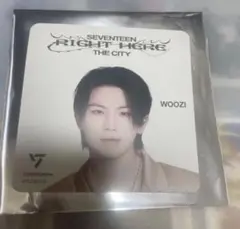 SEVENTEEN
RIGHT HERE
THE CITY
WOOZI